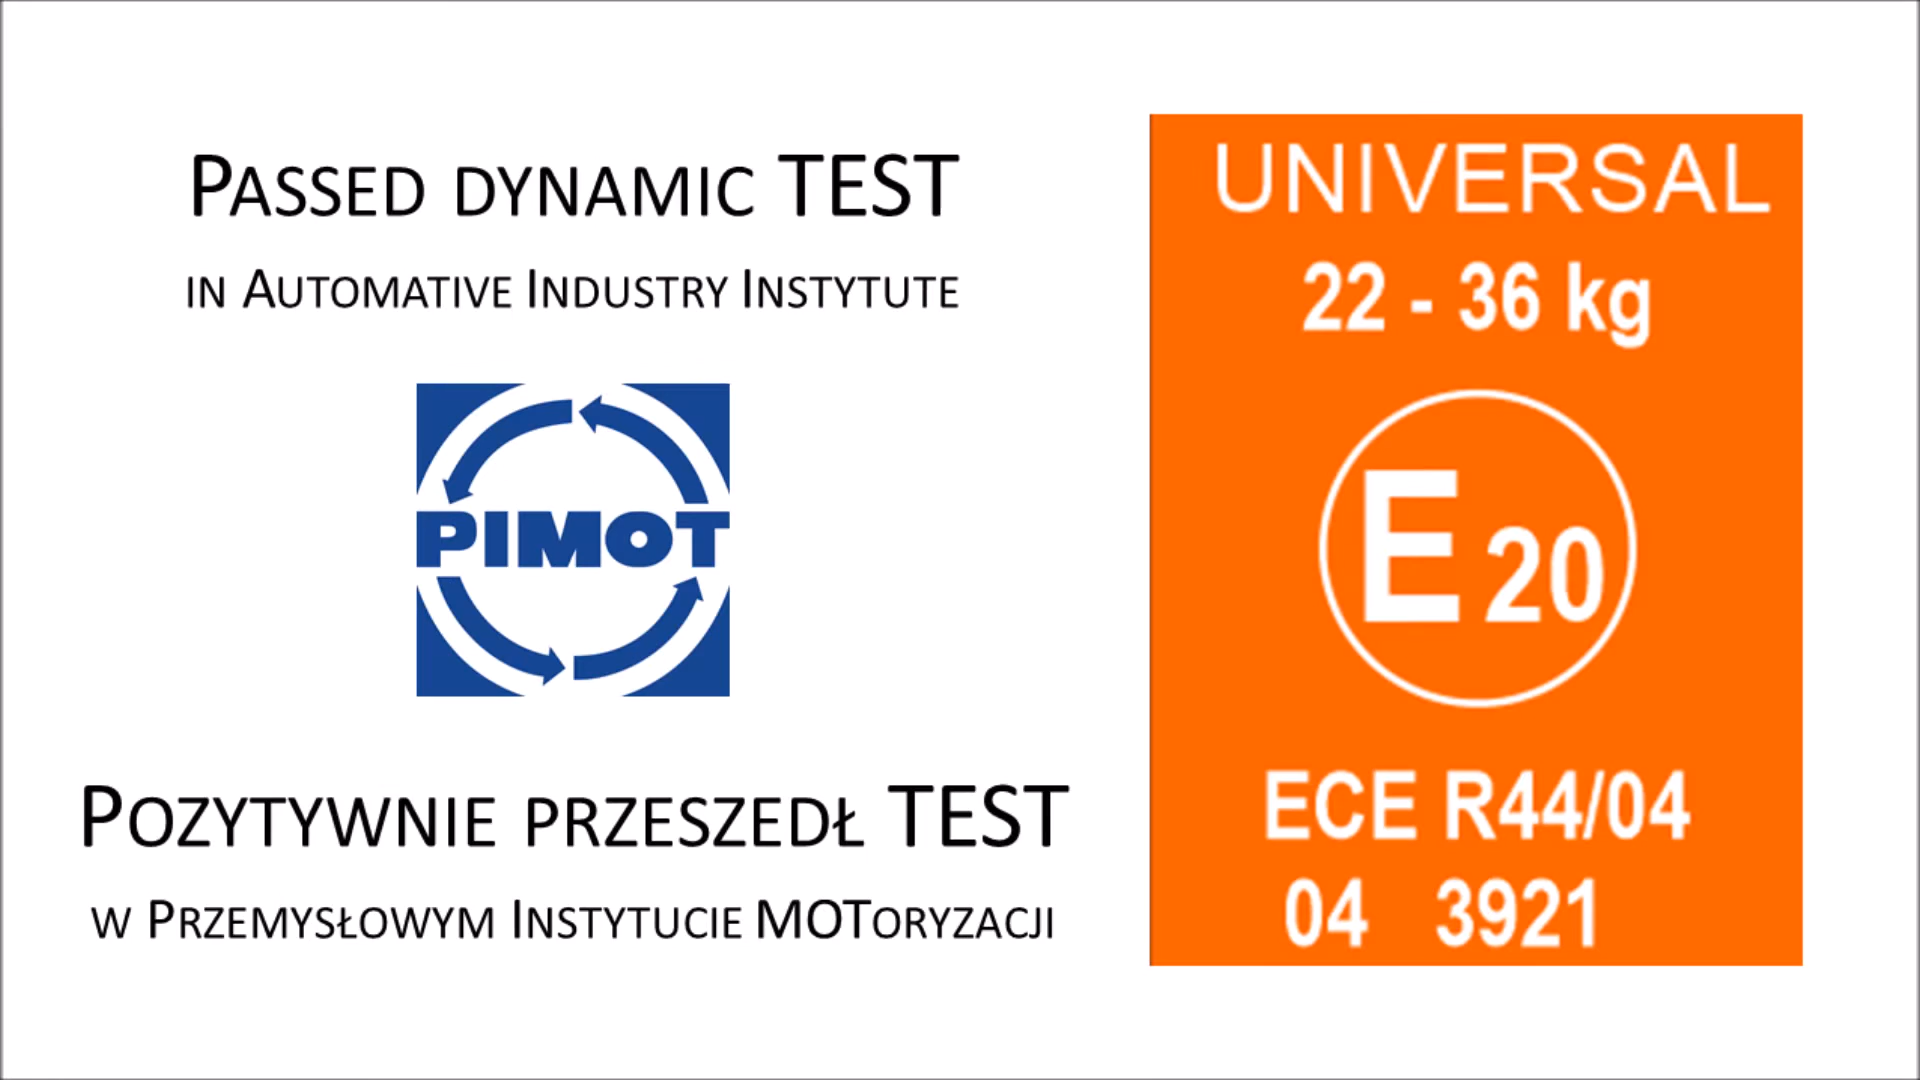 PASSED DYNAMIC TEST
IN AUTOMATIVE INDUSTRY INSTYTUTE
PIMOT
POZYTYWNIE PRZESZEDŁ TEST
W PRZEMYSŁOWYM INSTYTUCIE MOTORYZACJI
UNIVERSAL
22 - 36 kg
E 20
ECE R44/04
04 3921